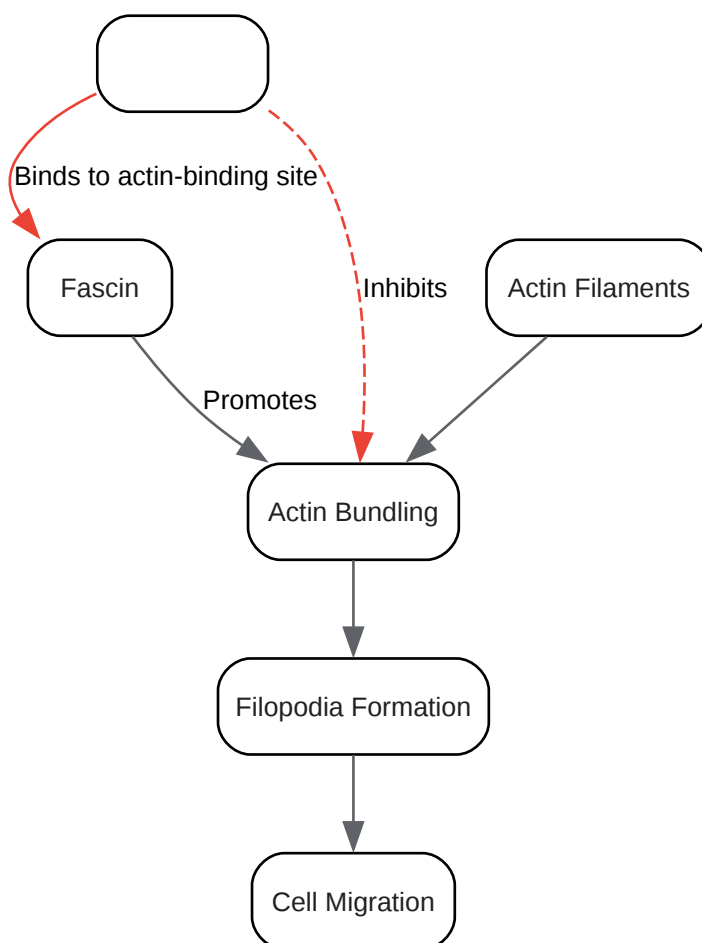 Binds to actin-binding site
Fascin
Inhibits
Actin Filaments
Promotes
Actin Bundling
Filopodia Formation
Cell Migration